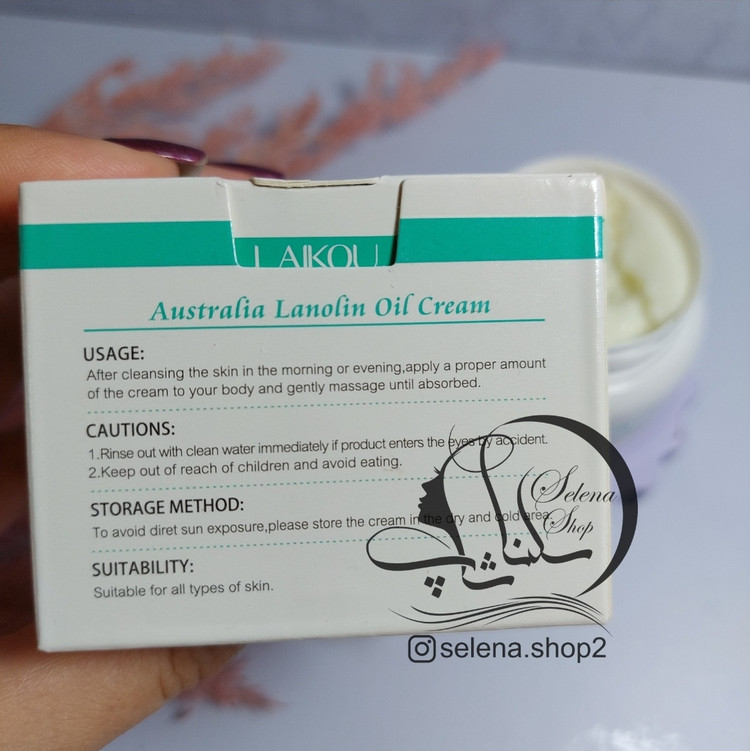 LAIKOU
Australia Lanolin Oil Cream
USAGE:
After cleansing the skin in the morning or evening,apply a proper amount
of the cream to your body and gently massage until absorbed.
CAUTIONS:
1.Rinse out with clean water immediately if product enters the eyes by accident.
2.Keep out of reach of children and avoid eating.
STORAGE METHOD:
To avoid diret sun exposure,please store the cream in the dry and cold area.
SUITABILITY:
Suitable for all types of skin.
Selena
Shop
سلنا شاپ
selena.shop2